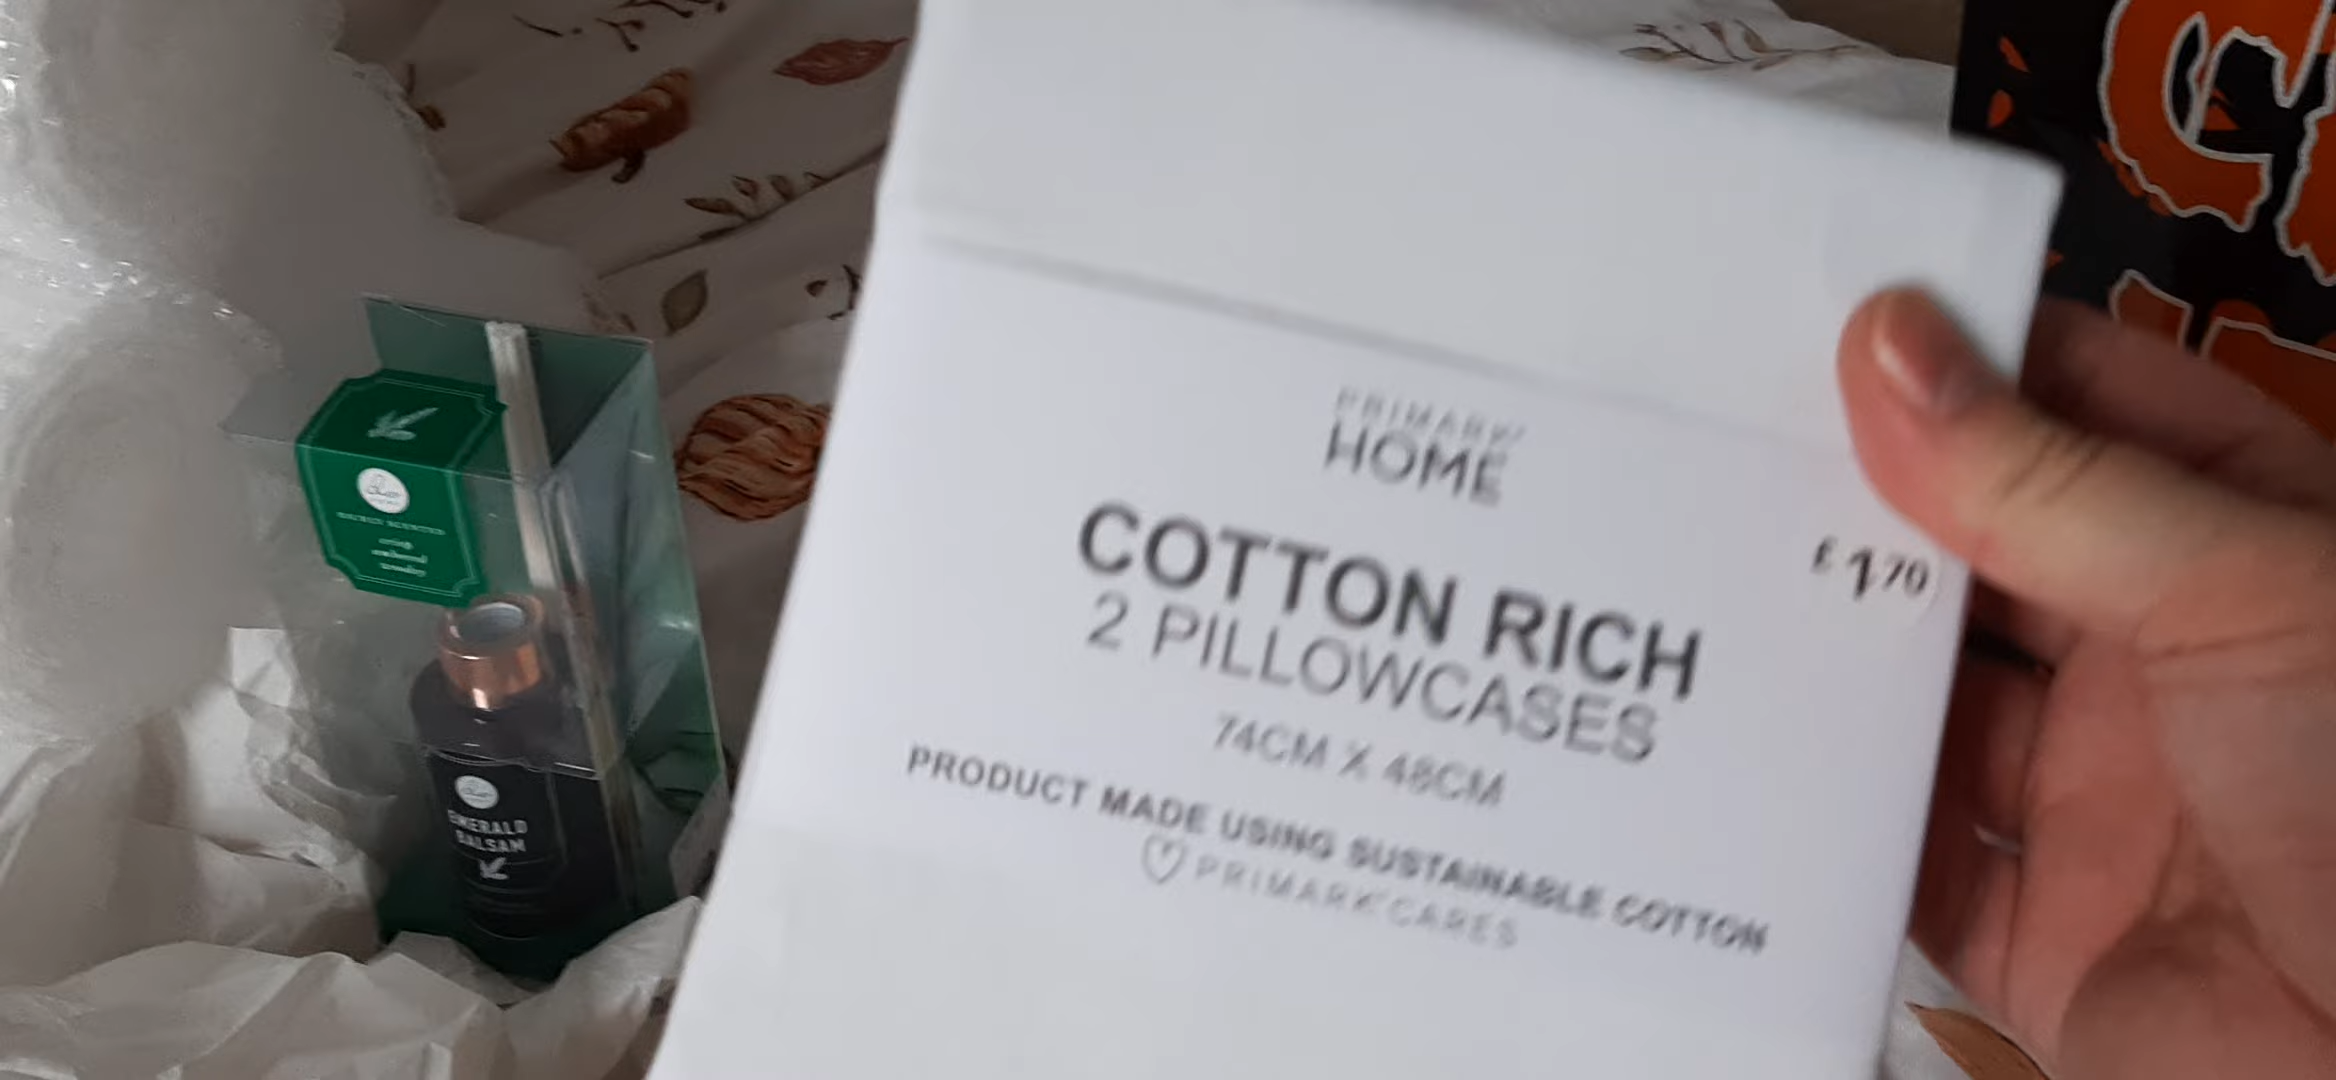 PRIMARK
HOME
£1.70
COTTON RICH
2 PILLOWCASES
74CM X 48CM
PRODUCT MADE USING SUSTAINABLE COTTON
PRIMARK CARES
EMERALD
BALSAM